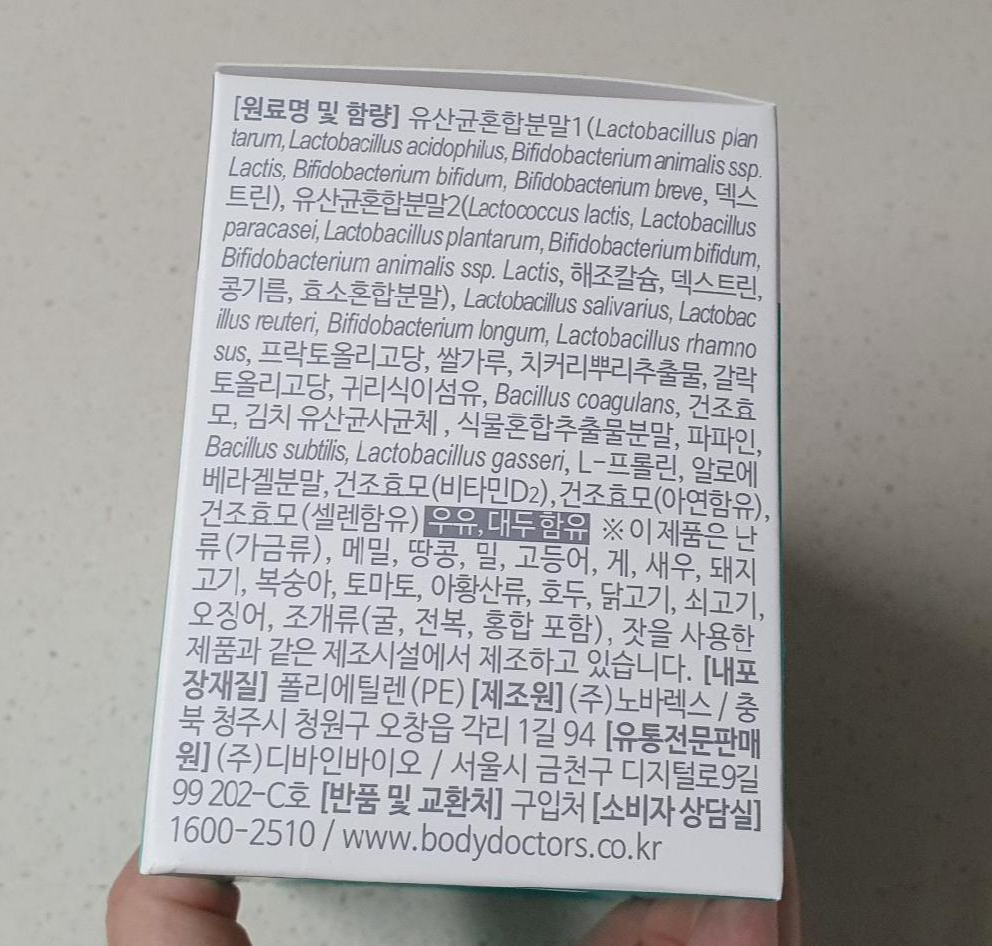 [원료명 및 함량] 유산균혼합분말1(Lactobacillus plan
tarum, Lactobacillus acidophilus, Bifidobacterium animalis ssp.
Lactis, Bifidobacterium bifidum, Bifidobacterium breve, 덱스
트린), 유산균혼합분말2(Lactococcus lactis, Lactobacillus
paracasei, Lactobacillus plantarum, Bifidobacterium bifidum,
Bifidobacterium animalis ssp. Lactis, 해조칼슘, 덱스트린,
콩기름, 효소혼합분말), Lactobacillus salivarius, Lactobac
illus reuteri, Bifidobacterium longum, Lactobacillus rhamno
sus, 프락토올리고당, 쌀가루, 치커리뿌리추출물, 갈락
토올리고당, 귀리식이섬유, Bacillus coagulans, 건조효
모, 김치 유산균사균체 , 식물혼합추출물분말, 파파인,
Bacillus subtilis, Lactobacillus gasseri, L-프롤린, 알로에
베라겔분말, 건조효모(비타민D2), 건조효모(아연함유),
건조효모(셀렌함유) 우유, 대두 함유 ※ 이 제품은 난
류(가금류), 메밀, 땅콩, 밀, 고등어, 게, 새우, 돼지
고기, 복숭아, 토마토, 아황산류, 호두, 닭고기, 쇠고기,
오징어, 조개류(굴, 전복, 홍합 포함), 잣을 사용한
제품과 같은 제조시설에서 제조하고 있습니다. [내포
장재질] 폴리에틸렌(PE) [제조원] (주)노바렉스 / 충
북 청주시 청원구 오창읍 각리 1길 94 [유통전문판매
원] (주)디바인바이오 / 서울시 금천구 디지털로9길
99 202-C호 [반품 및 교환처] 구입처 [소비자 상담실]
1600-2510 / www.bodydoctors.co.kr